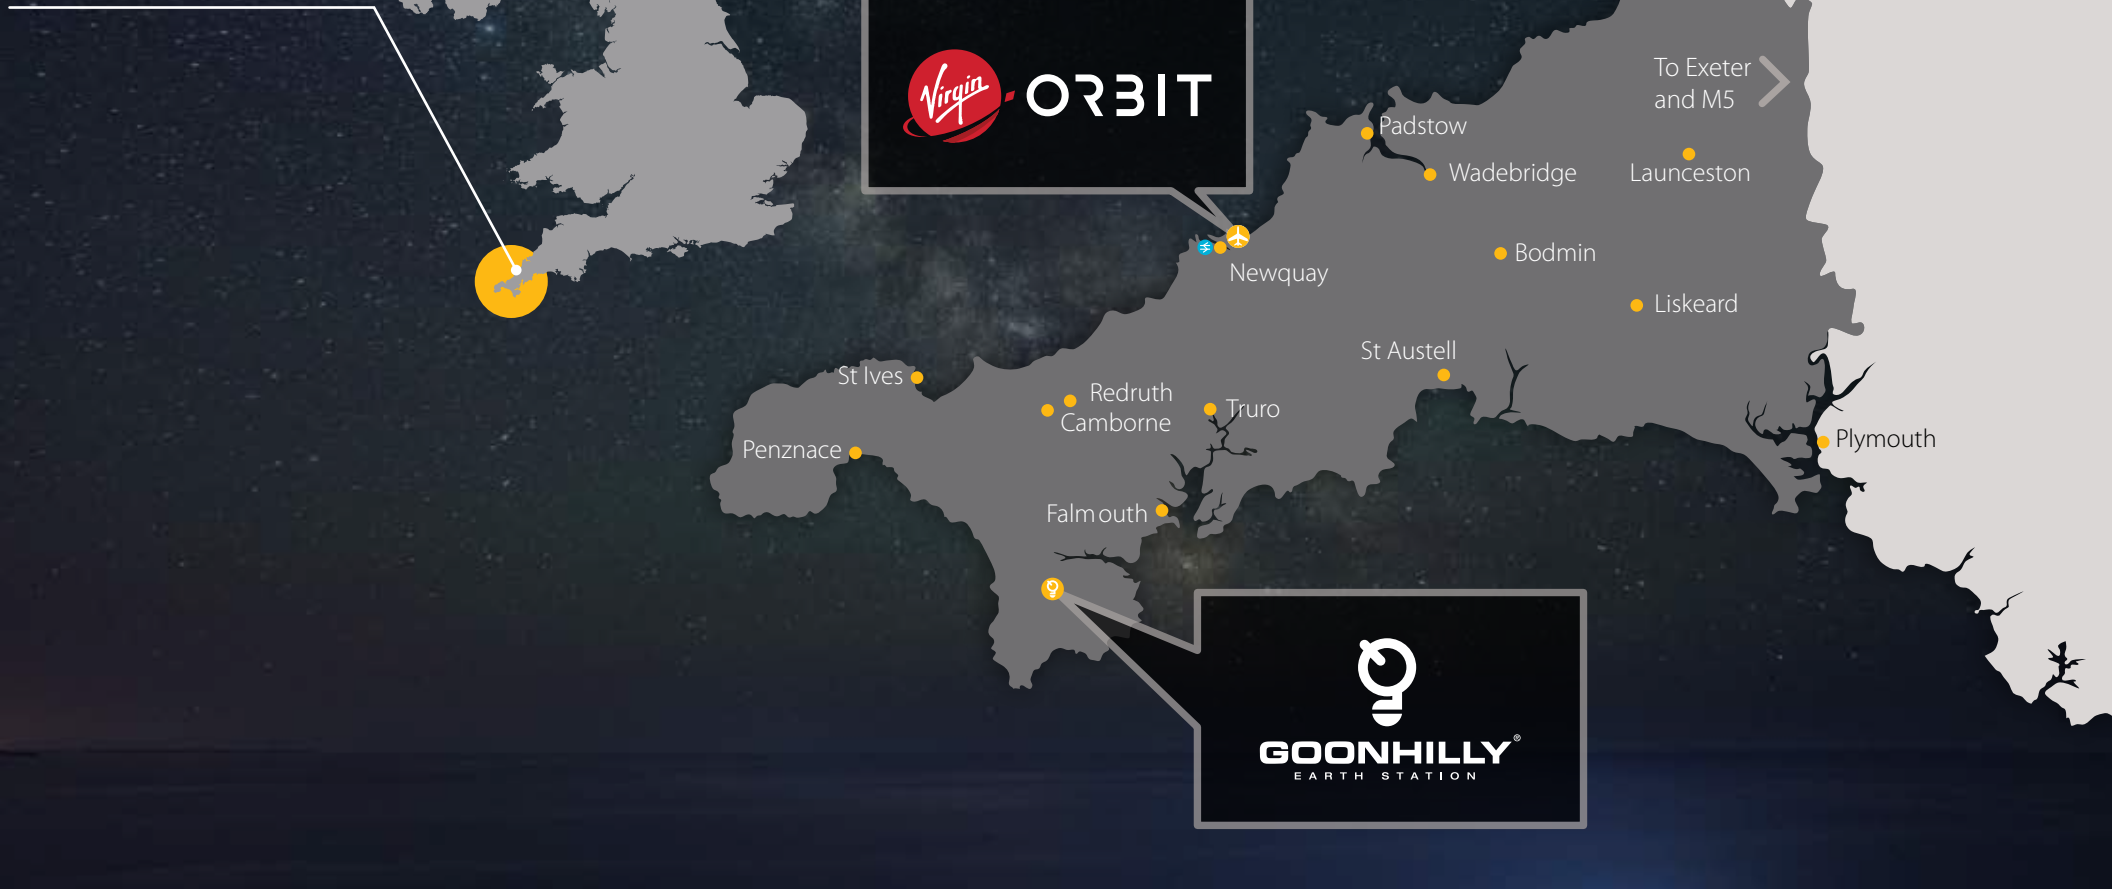 Virgin ORBIT
To Exeter
and M5
Padstow
Wadebridge
Launceston
Newquay
Bodmin
Liskeard
St Austell
St Ives
Redruth
Camborne
Truro
Penznace
Plymouth
Falmouth
GOONHILLY®
EARTH STATION